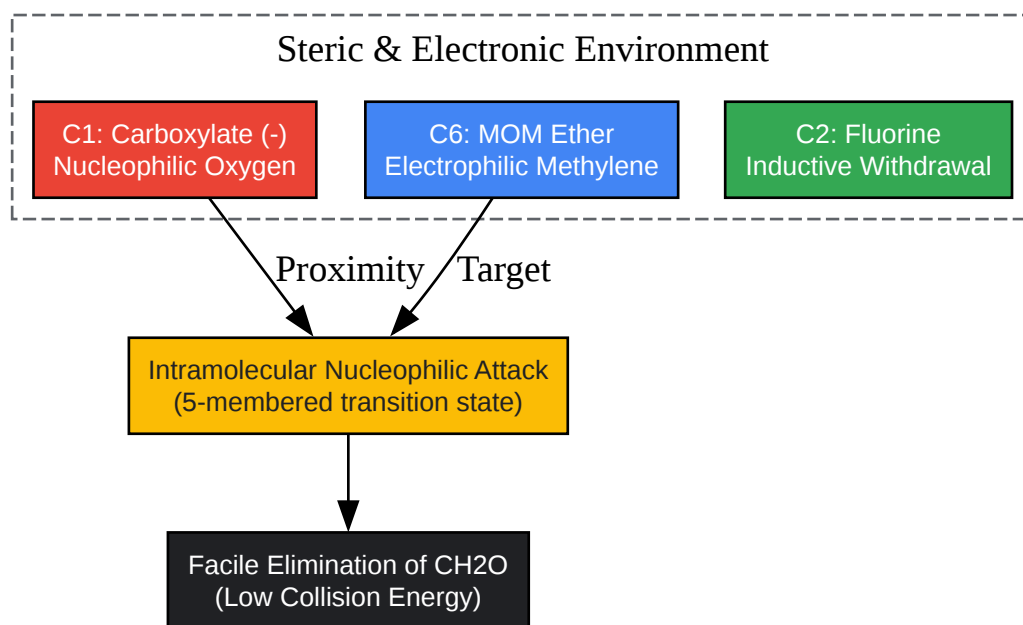 Steric & Electronic Environment
C1: Carboxylate (-)
Nucleophilic Oxygen
C6: MOM Ether
Electrophilic Methylene
C2: Fluorine
Inductive Withdrawal
Proximity
Target
Intramolecular Nucleophilic Attack
(5-membered transition state)
Facile Elimination of CH2O
(Low Collision Energy)